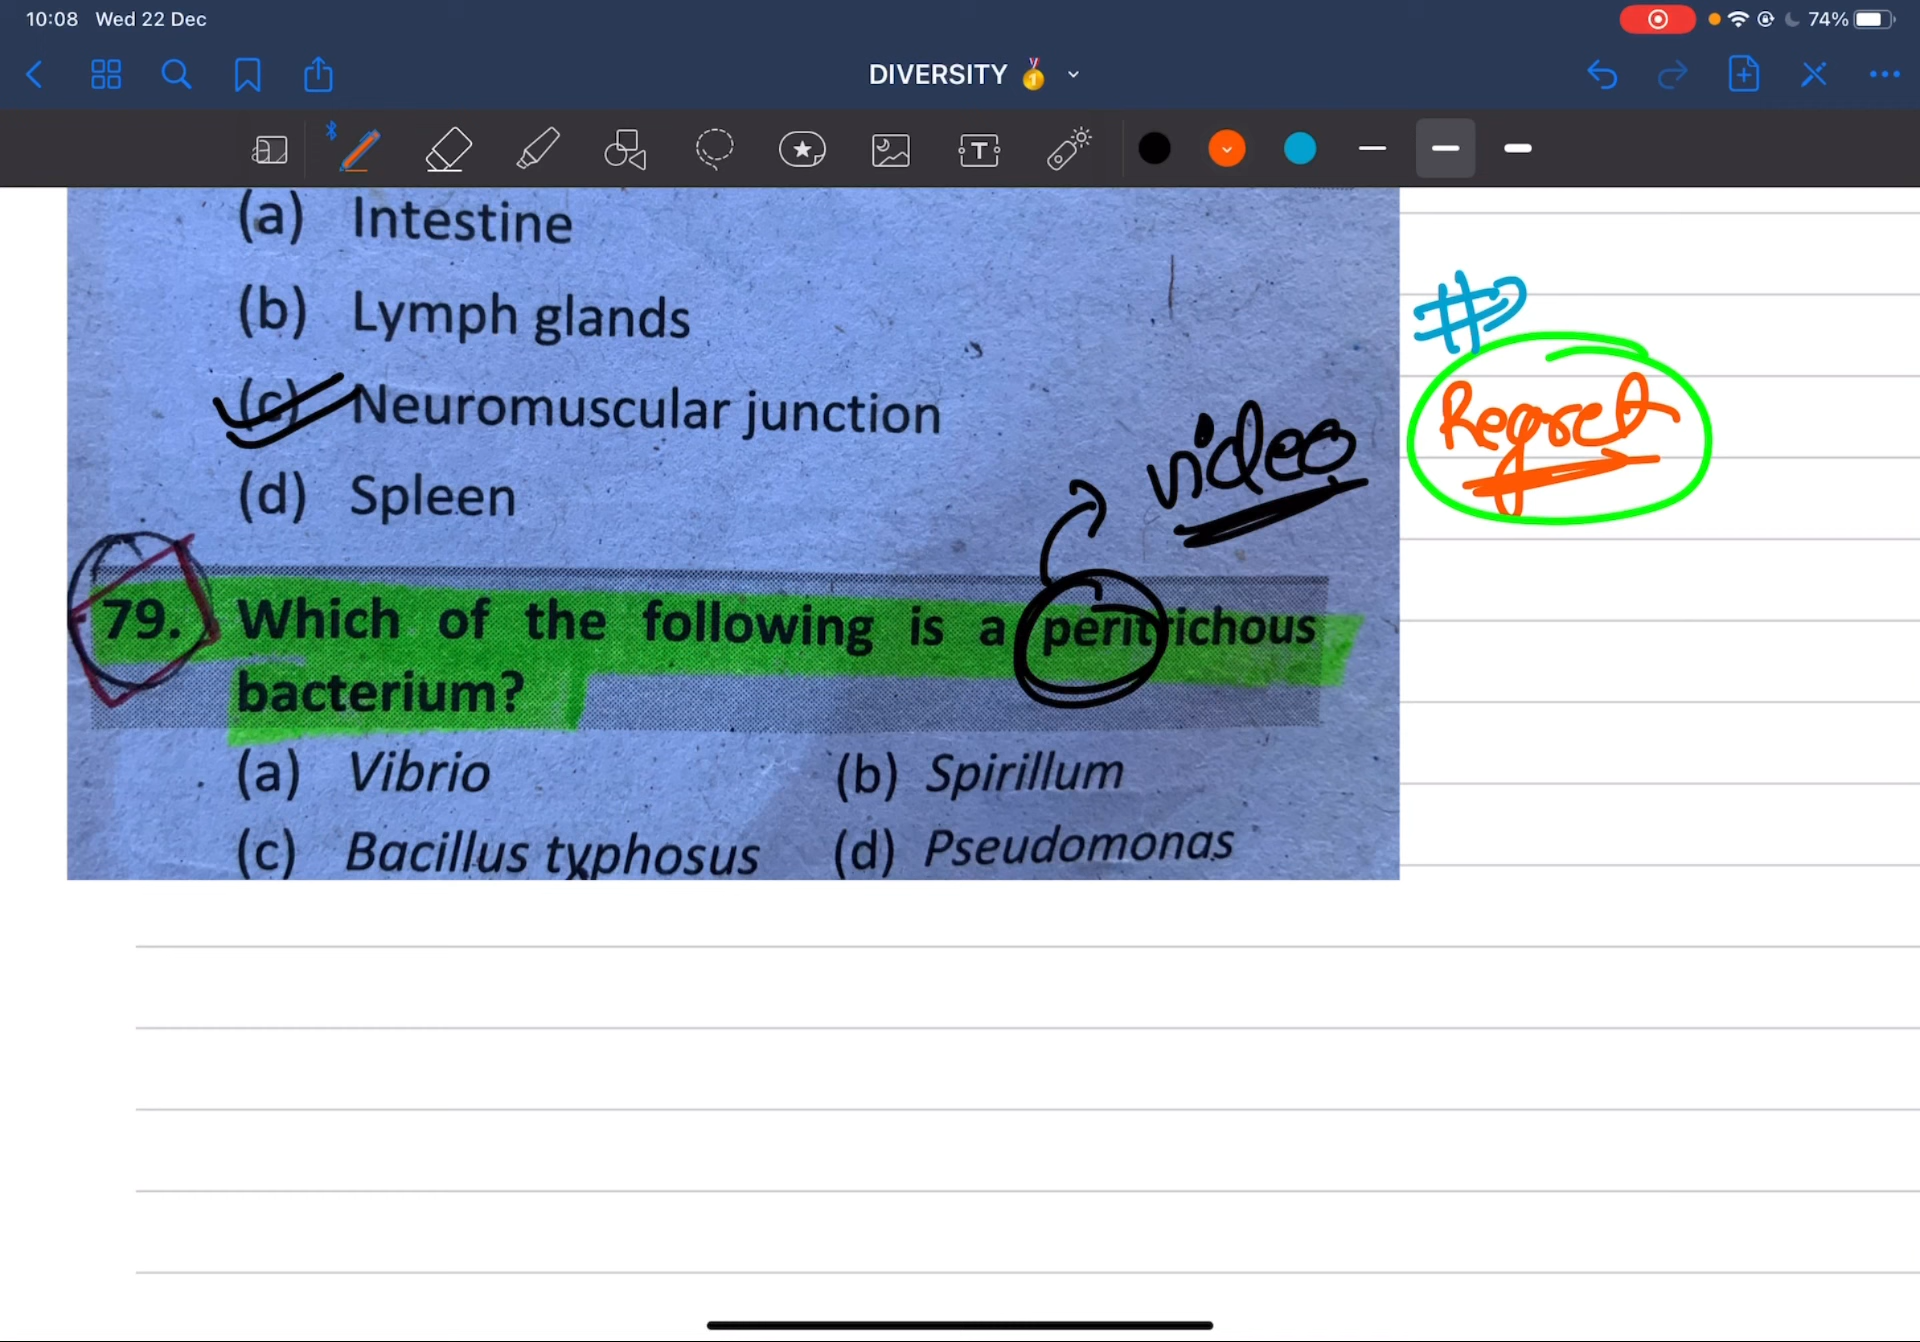 10:08 Wed 22 Dec 74%
DIVERSITY
(a) Intestine
(b) Lymph glands
(c) Neuromuscular junction
(d) Spleen
video
#
Regret
79. Which of the following is a peritrichous
bacterium?
(a) Vibrio (b) Spirillum
(c) Bacillus typhosus (d) Pseudomonas